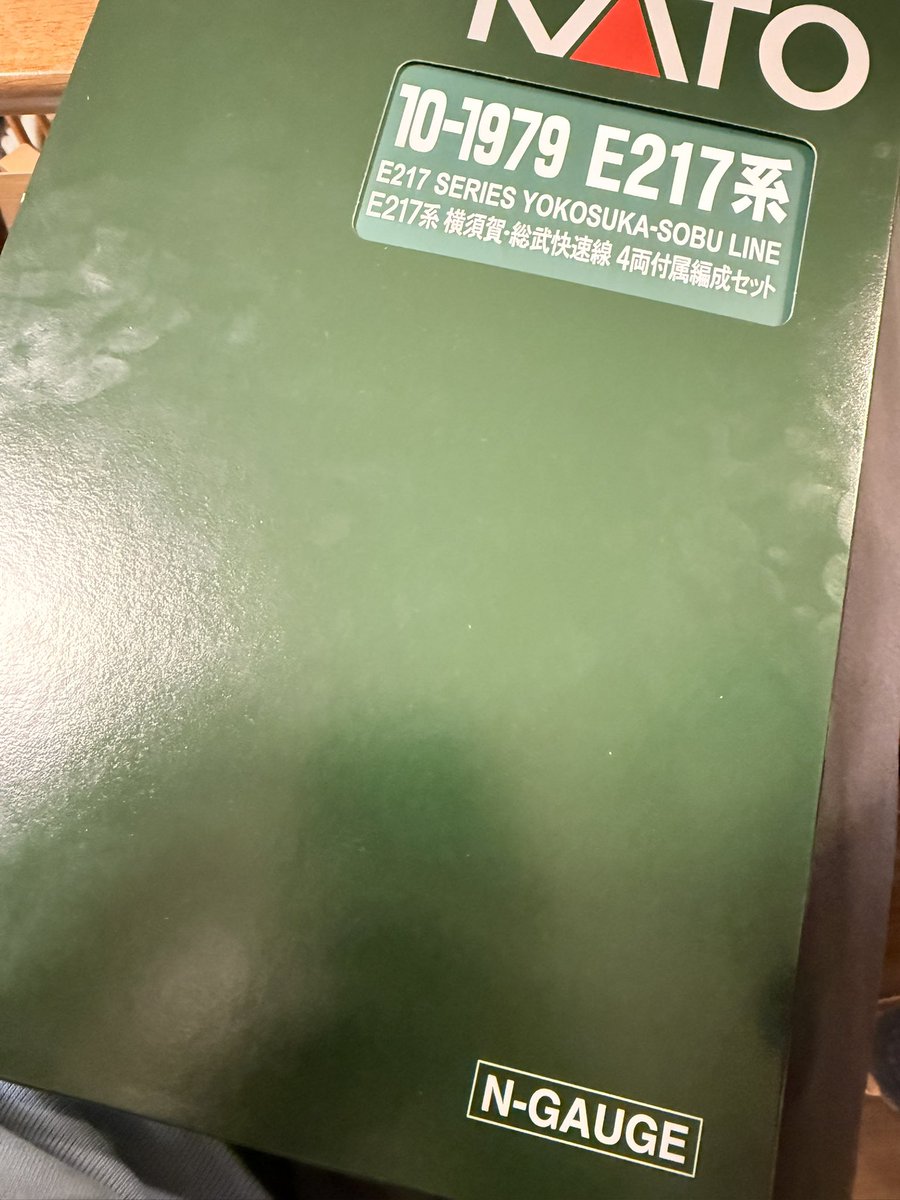 KATO
10-1979 E217系
E217 SERIES YOKOSUKA-SOBU LINE
E217系 横須賀・総武快速線 4両付属編成セット
N-GAUGE